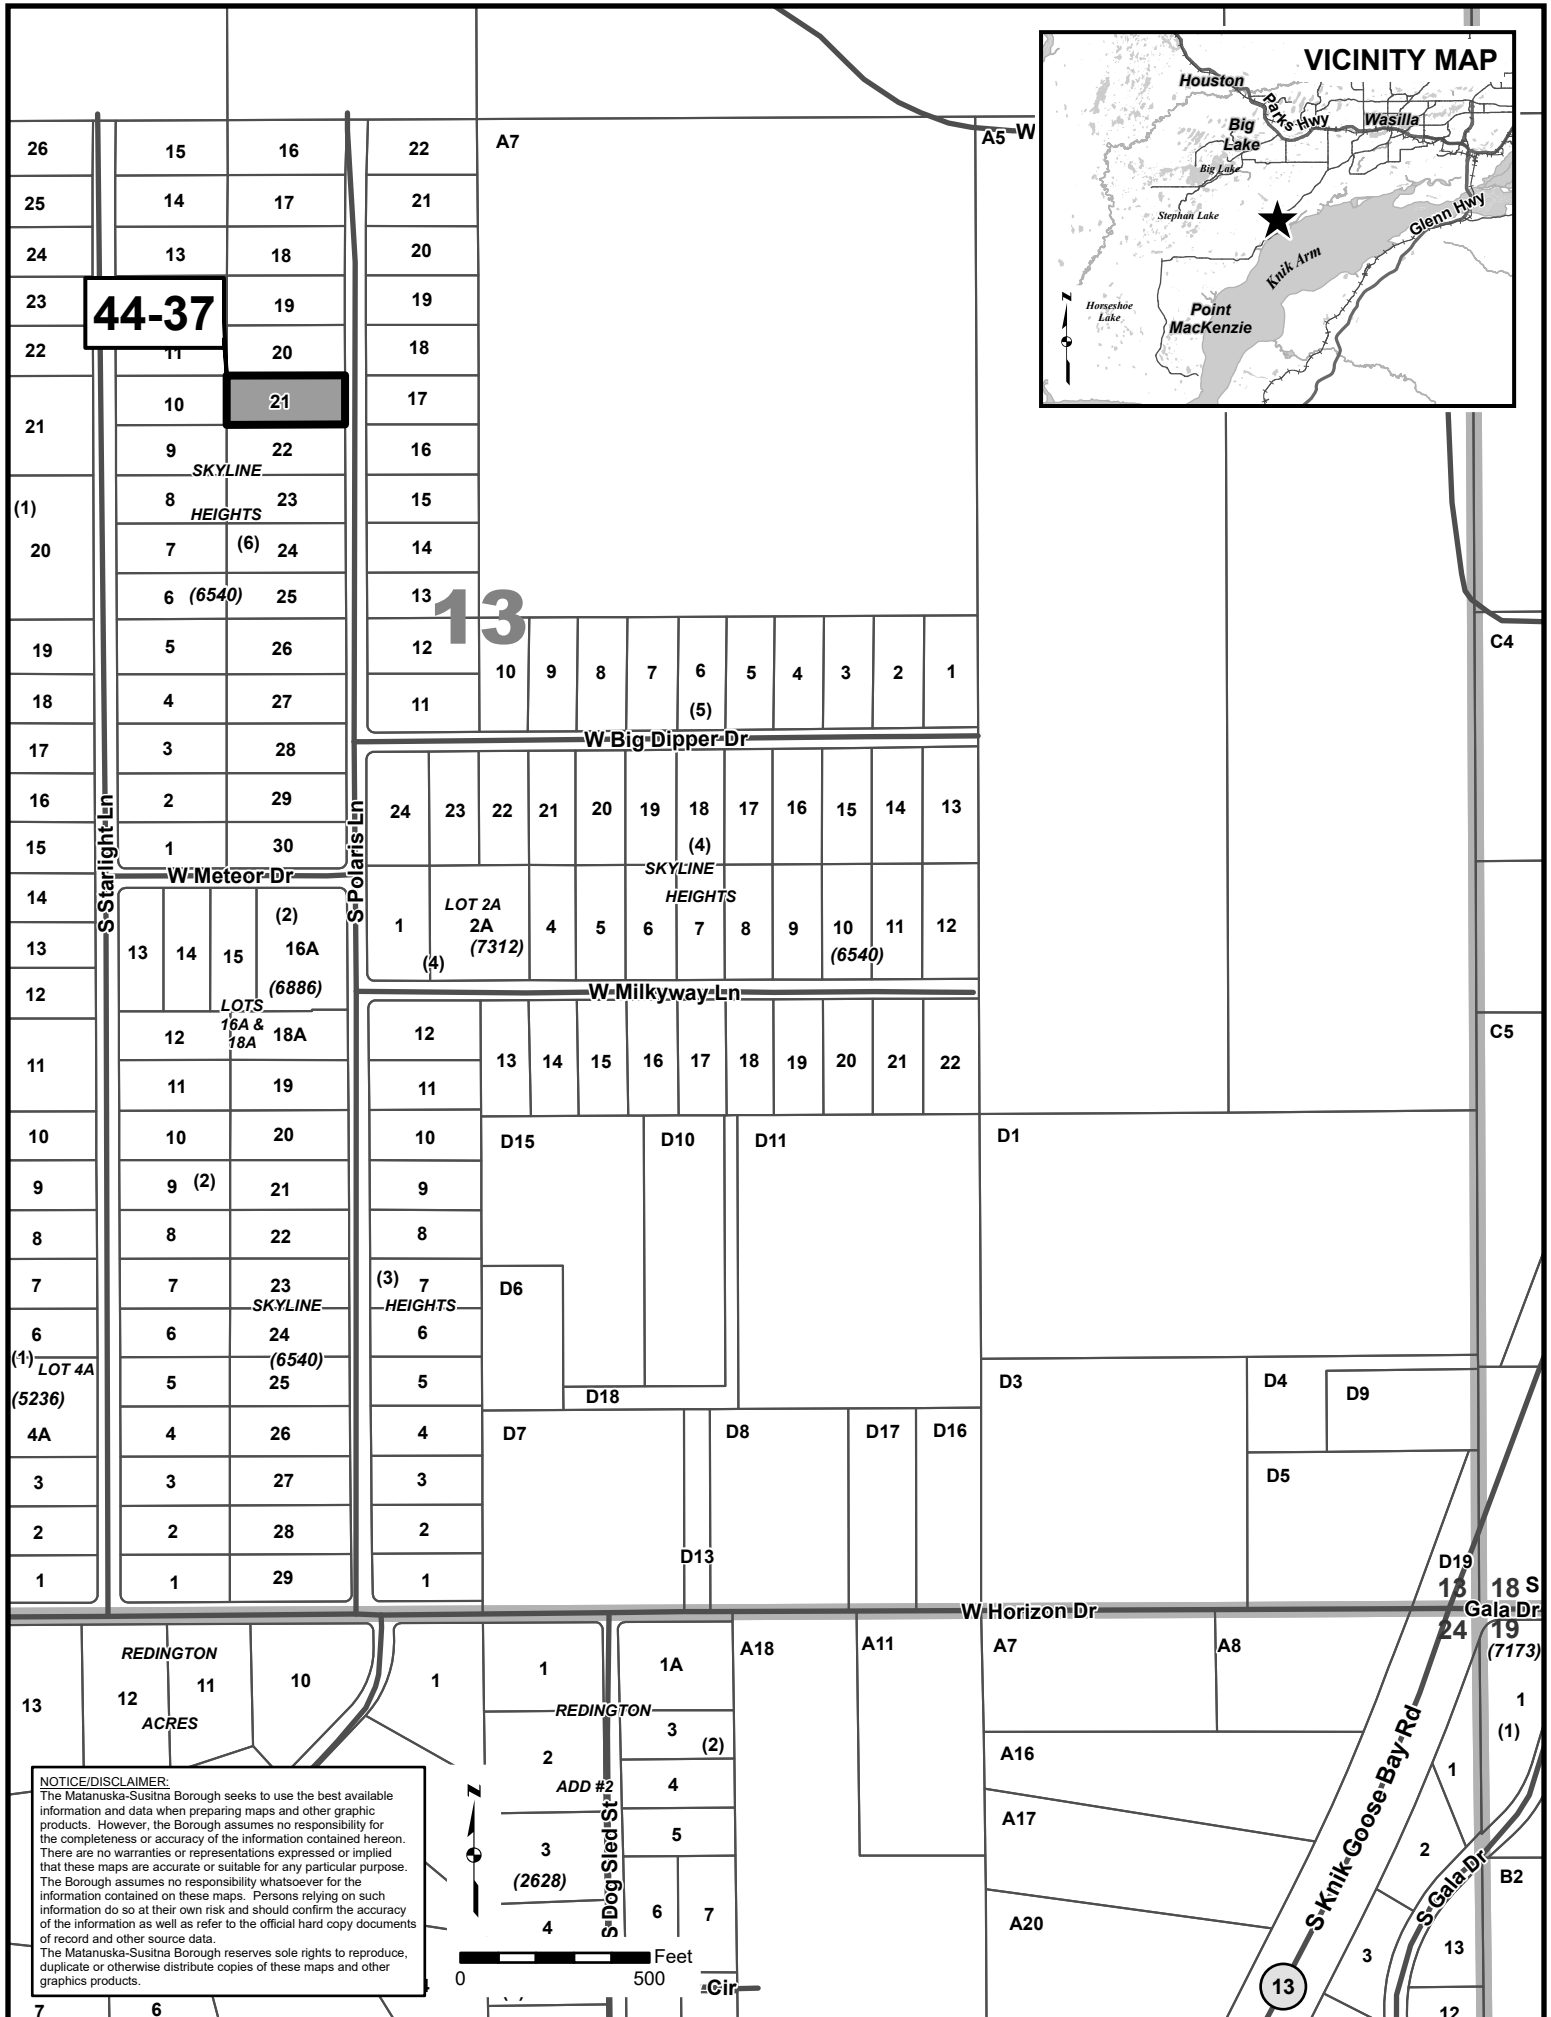 VICINITY MAP
Houston
Parks Hwy
Wasilla
Big
Lake
Big Lake
Stephan Lake
Glenn Hwy
Knik Arm
Z
Horseshoe
Lake
Point
MacKenzie
A7
A5 W
26 15 16 22
25 14 17 21
24 13 18 20
23 19 19
44-37
22 11 20 18
21 10 21 17
9 22 16
SKYLINE
(1) 8 23 15
HEIGHTS
20 7 (6) 24 14
6 (6540) 25 13
13
19 5 26 12
10 9 8 7 6 5 4 3 2 1
(5)
18 4 27 11
C4
17 3 28
W Big Dipper Dr
16 2 29
24 23 22 21 20 19 18 17 16 15 14 13
(4)
15 1 30
S Starlight Ln
S Polaris Ln
W Meteor Dr
SKYLINE
HEIGHTS
14
(2)
13 13 14 15 16A
(6886)
1 LOT 2A
2A
(7312)
4 5 6 7 8 9 10 11 12
(4)
(6540)
12
W Milkyway Ln
LOTS
16A &
18A
12 18A 12
13 14 15 16 17 18 19 20 21 22
C5
11 11 19 11
10 10 20 10
D15 D10 D11 D1
9 9 (2) 21 9
8 8 22 8
7 7 23 (3) 7
D6
SKYLINE HEIGHTS
6 6 24 6
(1) LOT 4A
(6540)
(5236)
5 25 5
D18
D3 D4 D9
4A 4 26 4
D7 D8 D17 D16
3 3 27 3
D5
2 2 28 2
D13
1 1 29 1
D19
13 18 S
W Horizon Dr
Gala Dr
24 19
(7173)
REDINGTON
13 12 11 10
ACRES
1 1 1A
A18 A11 A7 A8
REDINGTON
2 3 (2)
ADD #2
4
3 5
(2628)
4 6 7
S Dog Sled St
A16
A17
A20
S Knik Goose Bay Rd
S Gala Dr
1
(1)
1
2
B2
3 13
13
12
NOTICE/DISCLAIMER:
The Matanuska-Susitna Borough seeks to use the best available
information and data when preparing maps and other graphic
products. However, the Borough assumes no responsibility for
the completeness or accuracy of the information contained hereon.
There are no warranties or representations expressed or implied
that these maps are accurate or suitable for any particular purpose.
The Borough assumes no responsibility whatsoever for the
information contained on these maps. Persons relying on such
information do so at their own risk and should confirm the accuracy
of the information as well as refer to the official hard copy documents
of record and other source data.
The Matanuska-Susitna Borough reserves sole rights to reproduce,
duplicate or otherwise distribute copies of these maps and other
graphics products.
Z
Feet
0 500
Cir
7 6